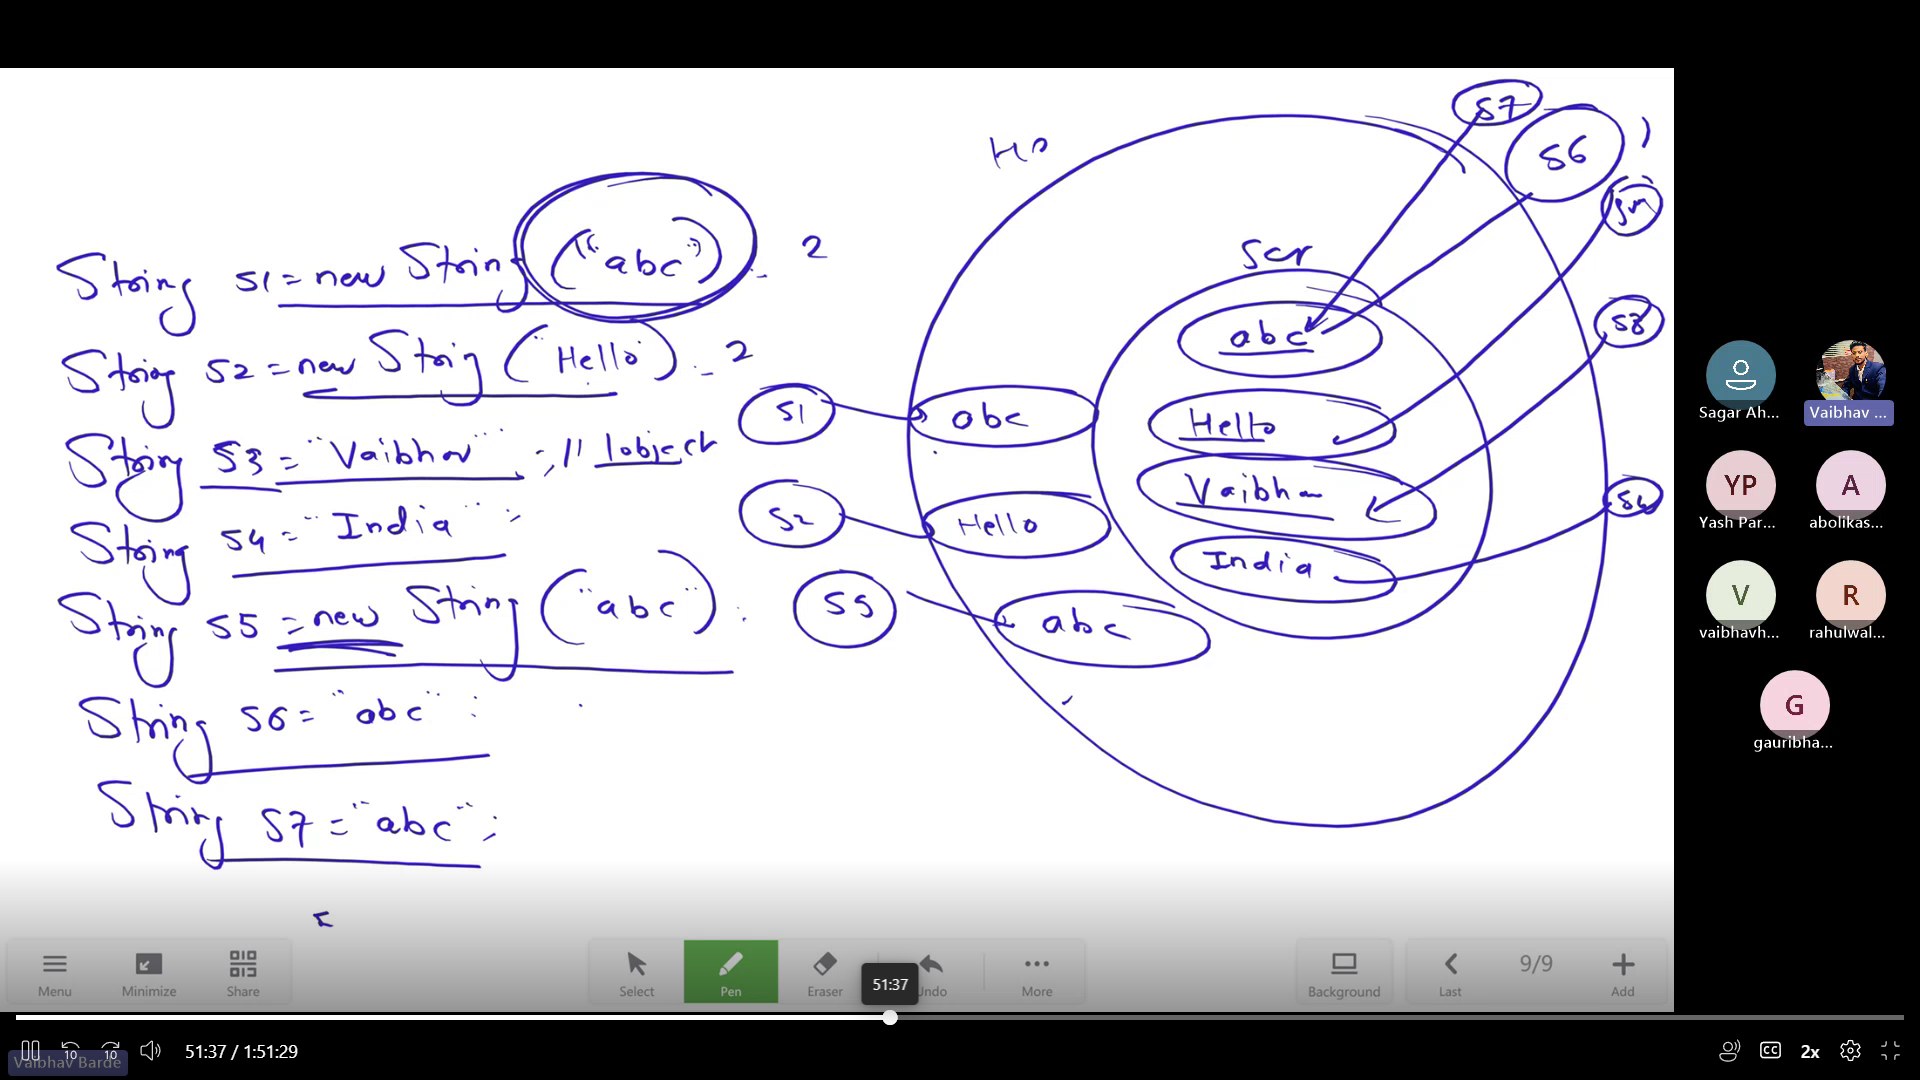 String s1 = new String ("abc"); 2
String s2 = new String ("Hello"); 2
String s3 = "Vaibhav"; // 1object
String s4 = "India";
String s5 = new String ("abc");
String s6 = "abc";
String s7 = "abc";
s7
s6
s3
s4
SCP
abc
Hello
Vaibhav
India
s1
abc
s2
Hello
s5
abc
Sagar Ah...
Vaibhav ...
YP
Yash Par...
A
abolikas...
V
vaibhavh...
R
rahulwal...
G
gauribha...
Menu
Minimize
Share
Select
Pen
Eraser
Undo
More
Background
Last
9/9
Add
51:37
10
10
51:37 / 1:51:29
Vaibhav Barde
CC
2x